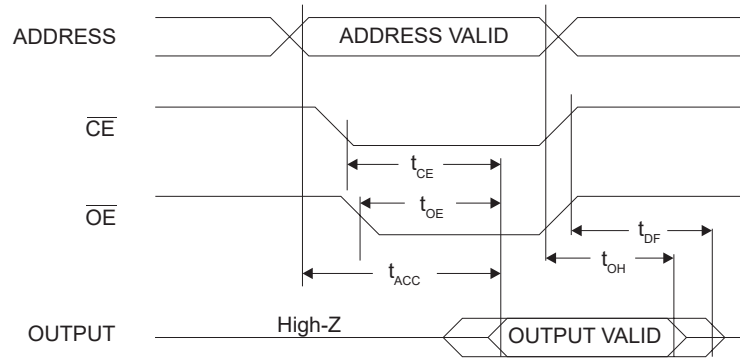 ADDRESS
ADDRESS VALID
CE
tCE
OE
tOE
tDF
tACC
tOH
OUTPUT
High-Z
OUTPUT VALID